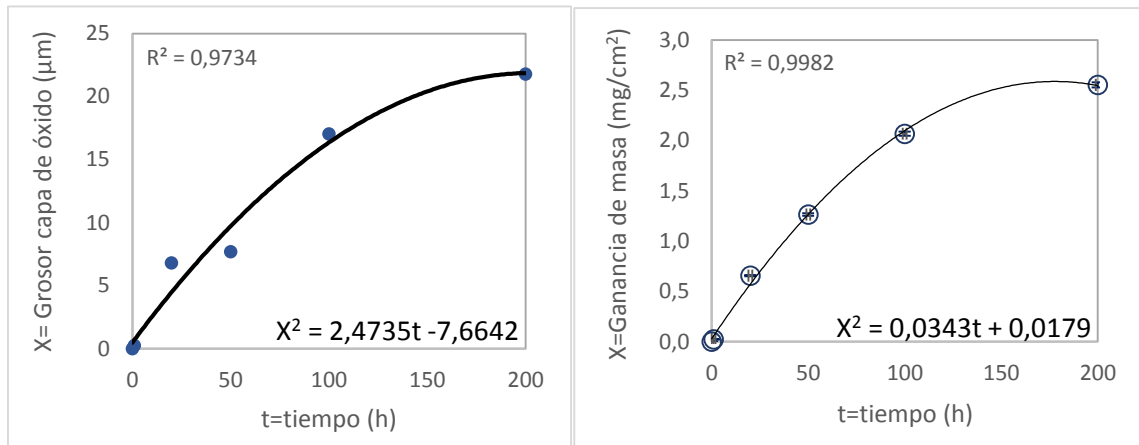 X= Grosor capa de óxido (µm)
25
20
15
10
5
0
R² = 0,9734
X² = 2,4735t -7,6642
0 50 100 150 200
t=tiempo (h)
X=Ganancia de masa (mg/cm²)
3,0
2,5
2,0
1,5
1,0
0,5
0,0
R² = 0,9982
X² = 0,0343t + 0,0179
0 50 100 150 200
t=tiempo (h)